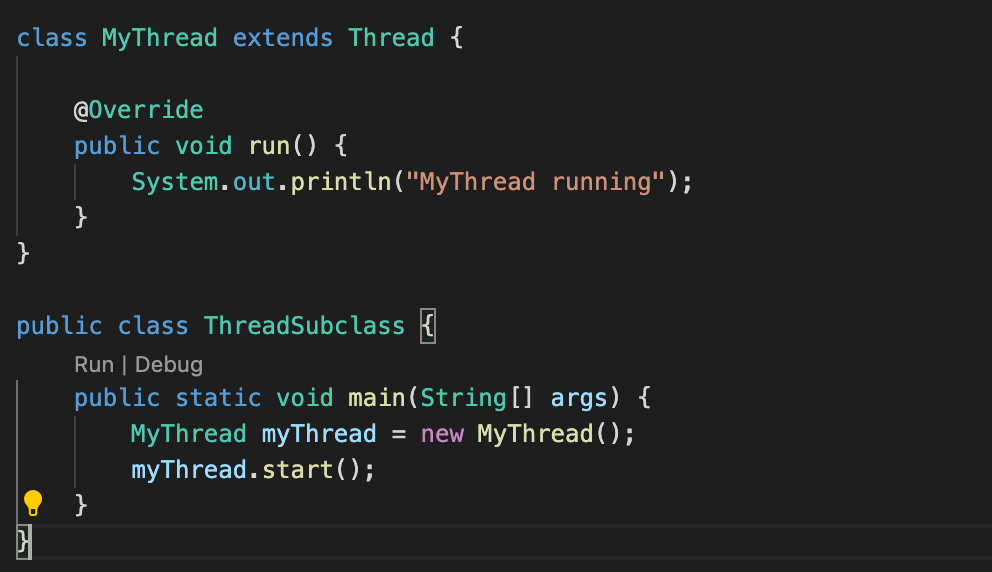 class MyThread extends Thread {
@Override
public void run() {
System.out.println("MyThread running");
}
}
public class ThreadSubclass {
Run | Debug
public static void main(String[] args) {
MyThread myThread = new MyThread();
myThread.start();
}
}